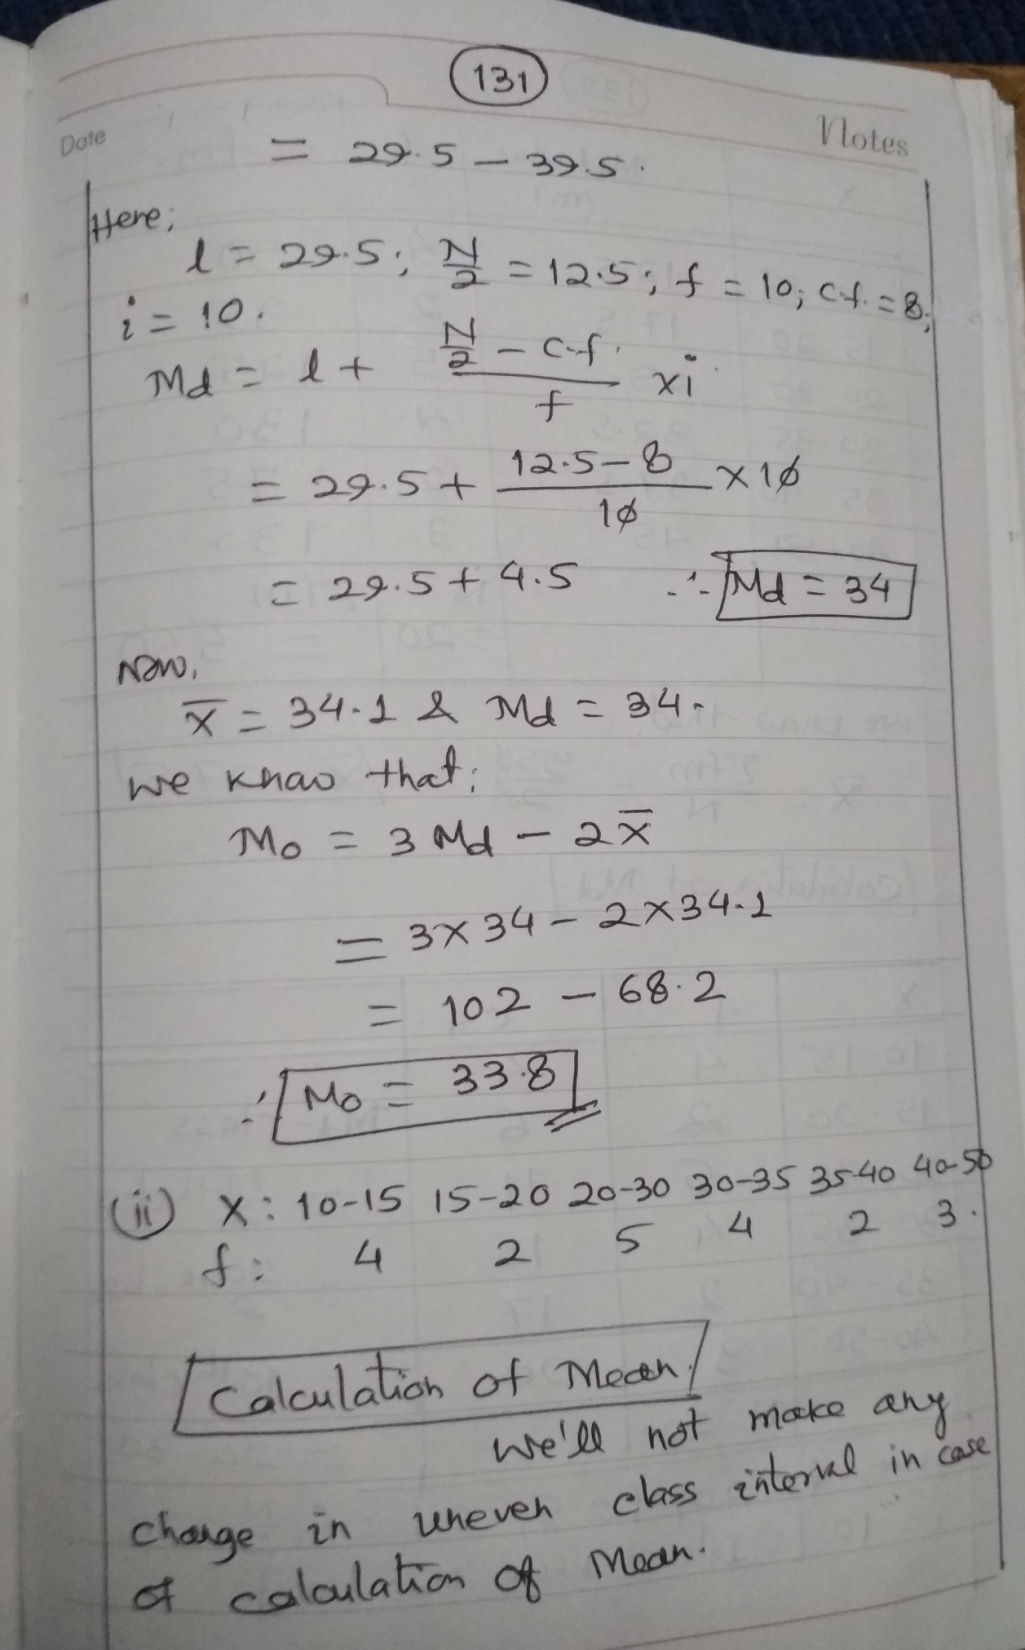 131
Date
Notes
= 29.5 - 39.5.
Here;
l = 29.5; N/2 = 12.5; f = 10; c.f. = 8;
i = 10.
Md = l + (N/2 - c.f.)/f × i
= 29.5 + (12.5 - 8)/10 × 10
= 29.5 + 4.5 ∴ Md = 34
Now,
x̄ = 34.1 & Md = 34.
we know that;
Mo = 3 Md - 2x̄
= 3×34 - 2×34.1
= 102 - 68.2
∴ Mo = 33.8
(ii) X: 10-15 15-20 20-30 30-35 35-40 40-50
f: 4 2 5 4 2 3.
Calculation of Mean.
We'll not make any
change in uneven class interval in case
of calculation of Mean.